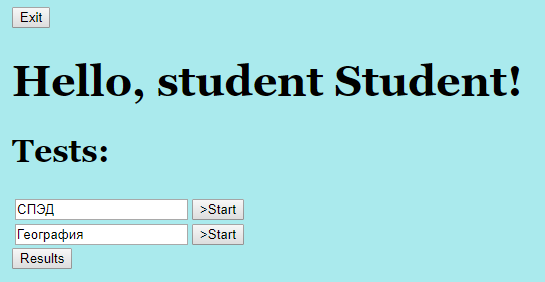 Exit
Hello, student Student!
Tests:
СПЭД >Start
География >Start
Results